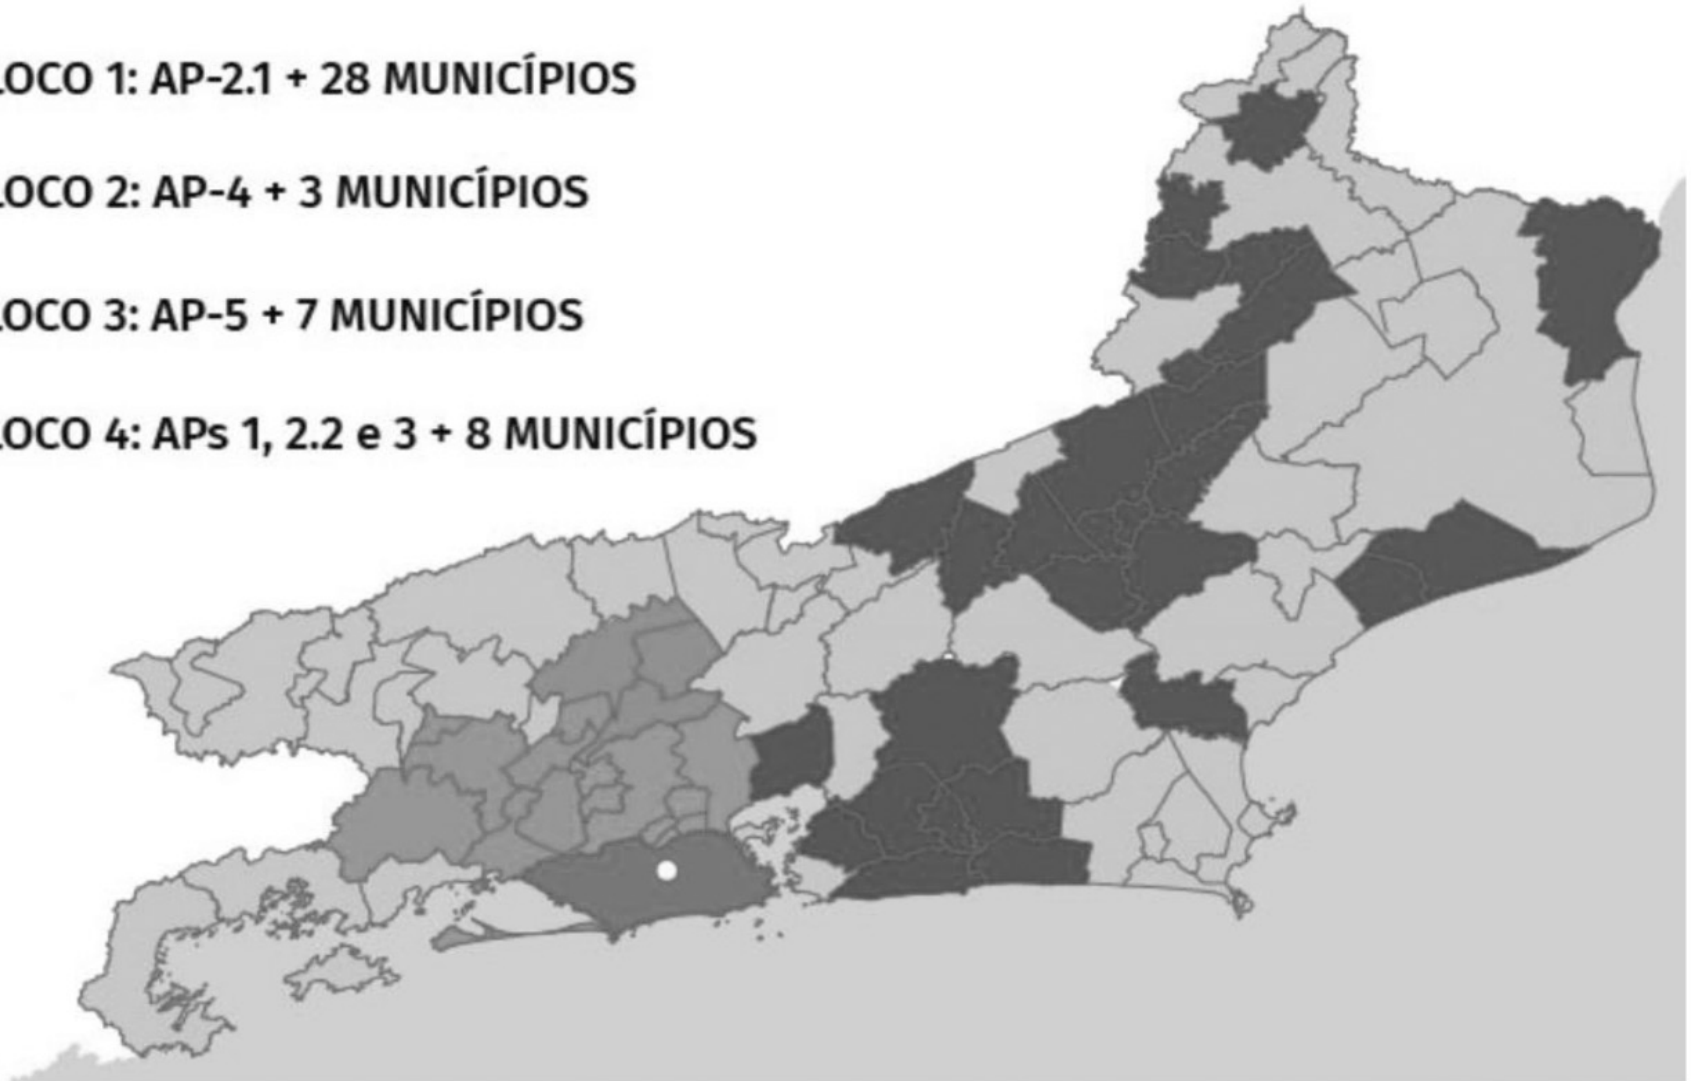 LOCO 1: AP-2.1 + 28 MUNICÍPIOS
LOCO 2: AP-4 + 3 MUNICÍPIOS
LOCO 3: AP-5 + 7 MUNICÍPIOS
LOCO 4: APs 1, 2.2 e 3 + 8 MUNICÍPIOS